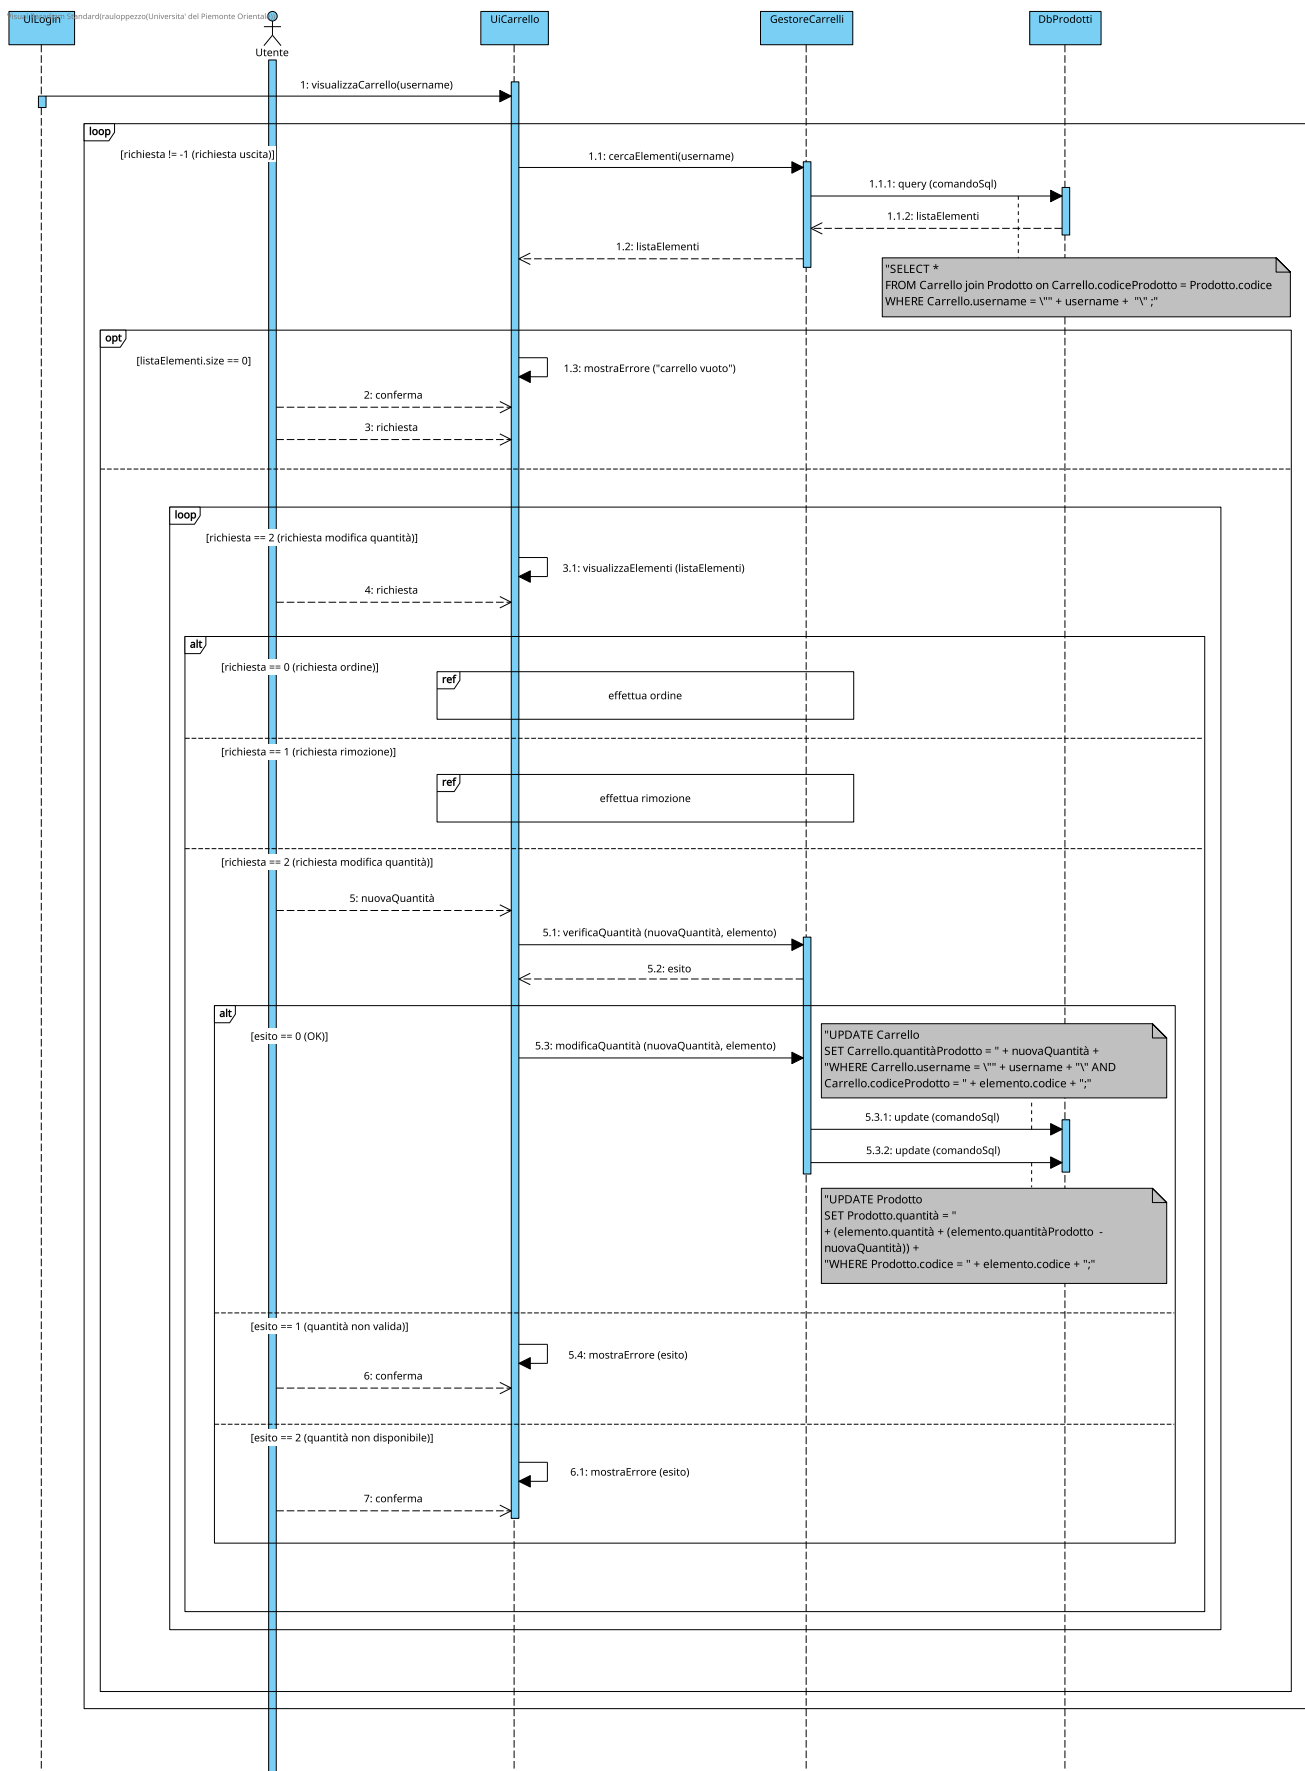 UiLogin
Utente
UiCarrello
GestoreCarrelli
DbProdotti
1: visualizzaCarrello(username)
loop
[richiesta != -1 (richiesta uscita)]
1.1: cercaElementi(username)
1.1.1: query (comandoSql)
1.1.2: listaElementi
1.2: listaElementi
"SELECT *
FROM Carrello join Prodotto on Carrello.codiceProdotto = Prodotto.codice
WHERE Carrello.username = \"" + username +  "\" ;"
opt
[listaElementi.size == 0]
1.3: mostraErrore ("carrello vuoto")
2: conferma
3: richiesta
loop
[richiesta == 2 (richiesta modifica quantità)]
3.1: visualizzaElementi (listaElementi)
4: richiesta
alt
[richiesta == 0 (richiesta ordine)]
ref
effettua ordine
[richiesta == 1 (richiesta rimozione)]
ref
effettua rimozione
[richiesta == 2 (richiesta modifica quantità)]
5: nuovaQuantità
5.1: verificaQuantità (nuovaQuantità, elemento)
5.2: esito
alt
[esito == 0 (OK)]
5.3: modificaQuantità (nuovaQuantità, elemento)
"UPDATE Carrello
SET Carrello.quantitàProdotto = " + nuovaQuantità +
"WHERE Carrello.username = \"" + username + "\" AND
Carrello.codiceProdotto = " + elemento.codice + ";"
5.3.1: update (comandoSql)
5.3.2: update (comandoSql)
"UPDATE Prodotto
SET Prodotto.quantità = "
+ (elemento.quantità + (elemento.quantitàProdotto  -
nuovaQuantità)) +
"WHERE Prodotto.codice = " + elemento.codice + ";"
[esito == 1 (quantità non valida)]
5.4: mostraErrore (esito)
6: conferma
[esito == 2 (quantità non disponibile)]
6.1: mostraErrore (esito)
7: conferma